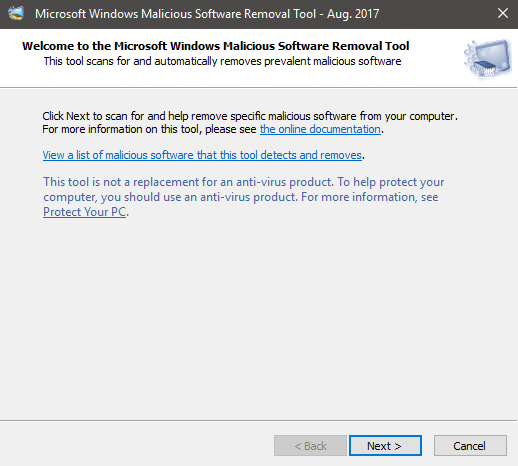 Microsoft Windows Malicious Software Removal Tool - Aug. 2017
Welcome to the Microsoft Windows Malicious Software Removal Tool
This tool scans for and automatically removes prevalent malicious software
Click Next to scan for and help remove specific malicious software from your computer.
For more information on this tool, please see the online documentation.
View a list of malicious software that this tool detects and removes.
This tool is not a replacement for an anti-virus product. To help protect your
computer, you should use an anti-virus product. For more information, see
Protect Your PC.
< Back
Next >
Cancel